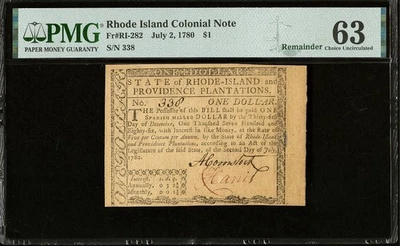 PMG
PAPER MONEY GUARANTY
Rhode Island Colonial Note
Fr#RI-282 July 2, 1780 $1
S/N 338
Remainder
63
Choice Uncirculated
ONE DOLLAR.
STATE of RHODE-ISLAND and
PROVIDENCE PLANTATIONS.
No. 338 ONE DOLLAR.
THE Possessor of this BILL shall be paid ONE
SPANISH MILLED DOLLAR by the Thirty-first
Day of December, One Thousand Seven Hundred and
Eighty-six, with Interest in like Money, at the Rate of
Five per Centum per Annum, by the State of Rhode Island
and Providence Plantations, according to an Act of the
Legislature of the said State, of the Second Day of July,
1780.
Interest.
Annually.
Monthly.